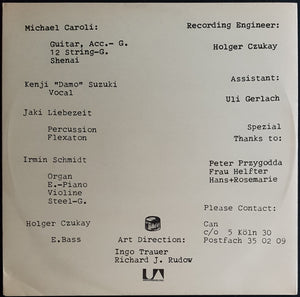 Michael Caroli:
Guitar, Acc.- G.
12 String-G.
Shenai
Kenji "Damo" Suzuki
Vocal
Jaki Liebezeit
Percussion
Flexaton
Irmin Schmidt
Organ
E.-Piano
Violine
Steel-G.
Holger Czukay
E.Bass
Recording Engineer:
Holger Czukay
Assistant:
Uli Gerlach
Spezial
Thanks to:
Peter Przygodda
Frau Helfter
Hans+Rosemarie
Please Contact:
Can
c/o 5 Köln 30
Postfach 35 02 09
Art Direction:
Ingo Trauer
Richard J. Rudow